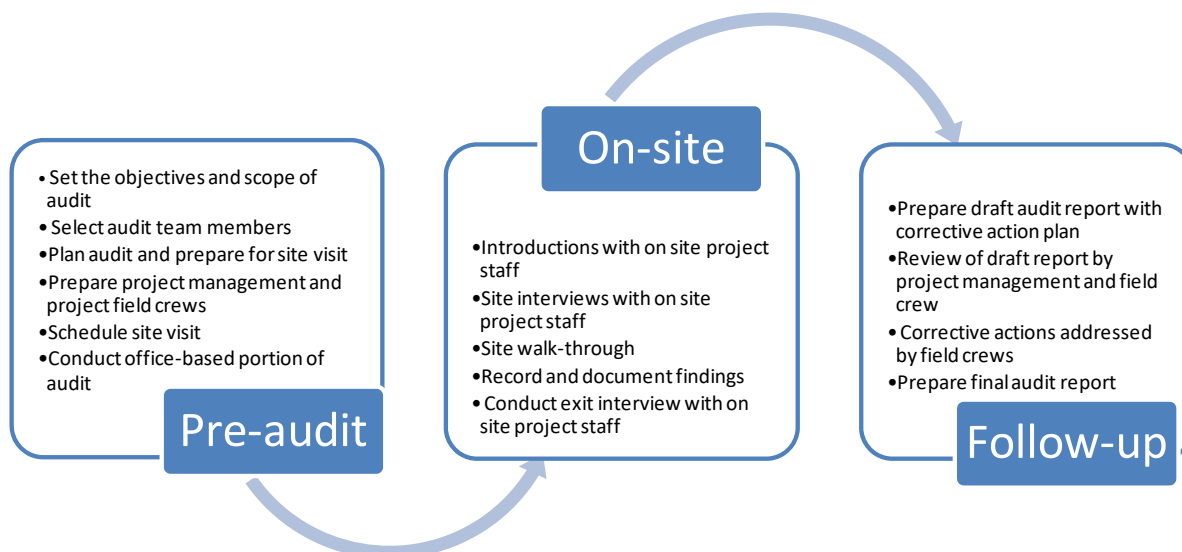 • Set the objectives and scope of
audit
•Select audit team members
•Plan audit and prepare for site visit
•Prepare project management and
project field crews
•Schedule site visit
•Conduct office-based portion of
audit
Pre-audit
On-site
•Introductions with on site project
staff
•Site interviews with on site
project staff
•Site walk-through
•Record and document findings
• Conduct exit interview with on
site project staff
•Prepare draft audit report with
corrective action plan
•Review of draft report by
project management and field
crew
• Corrective actions addressed
by field crews
•Prepare final audit report
Follow-up